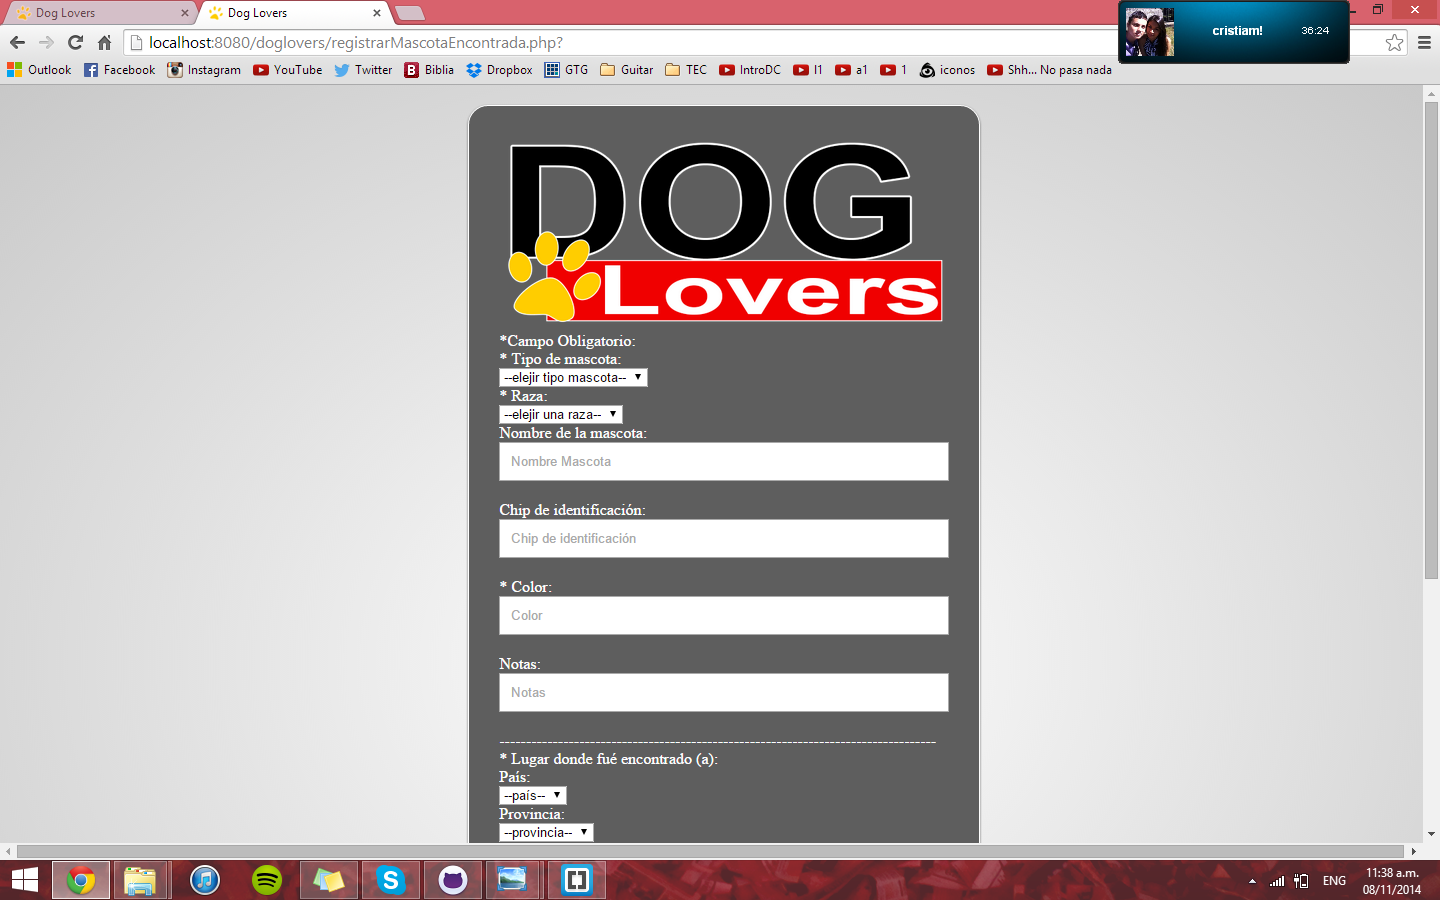 Dog Lovers
Dog Lovers
cristiam!
36:24
localhost:8080/doglovers/registrarMascotaEncontrada.php?
Outlook
Facebook
Instagram
YouTube
Twitter
Biblia
Dropbox
GTG
Guitar
TEC
IntroDC
I1
a1
1
iconos
Shh... No pasa nada
DOG
Lovers
*Campo Obligatorio:
* Tipo de mascota:
--elejir tipo mascota--
* Raza:
--elejir una raza--
Nombre de la mascota:
Nombre Mascota
Chip de identificación:
Chip de identificación
* Color:
Color
Notas:
Notas
* Lugar donde fué encontrado (a):
País:
--país--
Provincia:
--provincia--
ENG
11:38 a.m.
08/11/2014